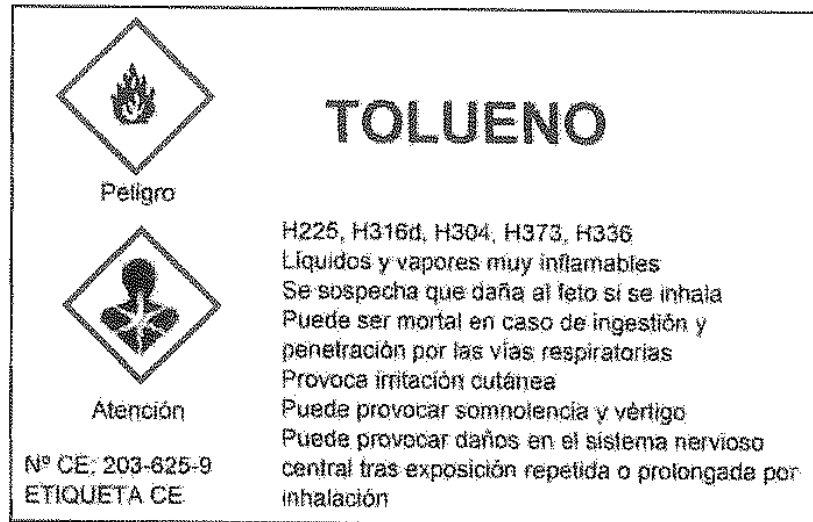 TOLUENO
Peligro
H225, H316d, H304, H373, H336
Líquidos y vapores muy inflamables
Se sospecha que daña al feto si se inhala
Puede ser mortal en caso de ingestión y
penetración por las vías respiratorias
Provoca irritación cutánea
Puede provocar somnolencia y vértigo
Puede provocar daños en el sistema nervioso
central tras exposición repetida o prolongada por
inhalación
Atención
Nº CE: 203-625-9
ETIQUETA CE